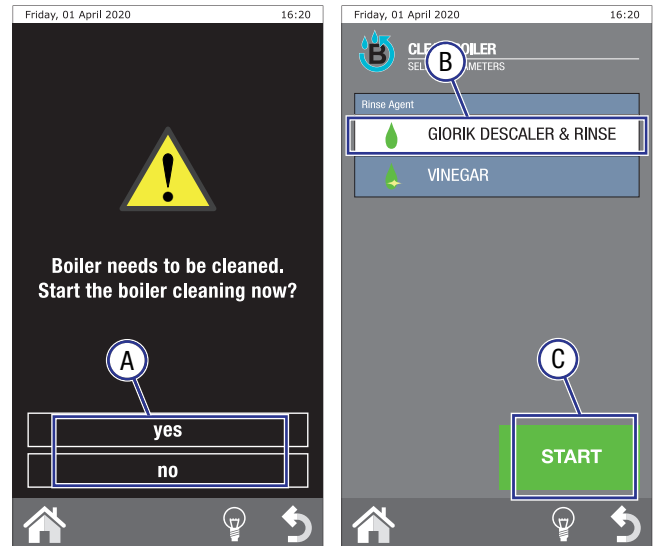 Friday, 01 April 2020 16:20
Boiler needs to be cleaned.
Start the boiler cleaning now?
A
yes
no
Friday, 01 April 2020 16:20
B
Rinse Agent
GIORIK DESCALER & RINSE
VINEGAR
C
START